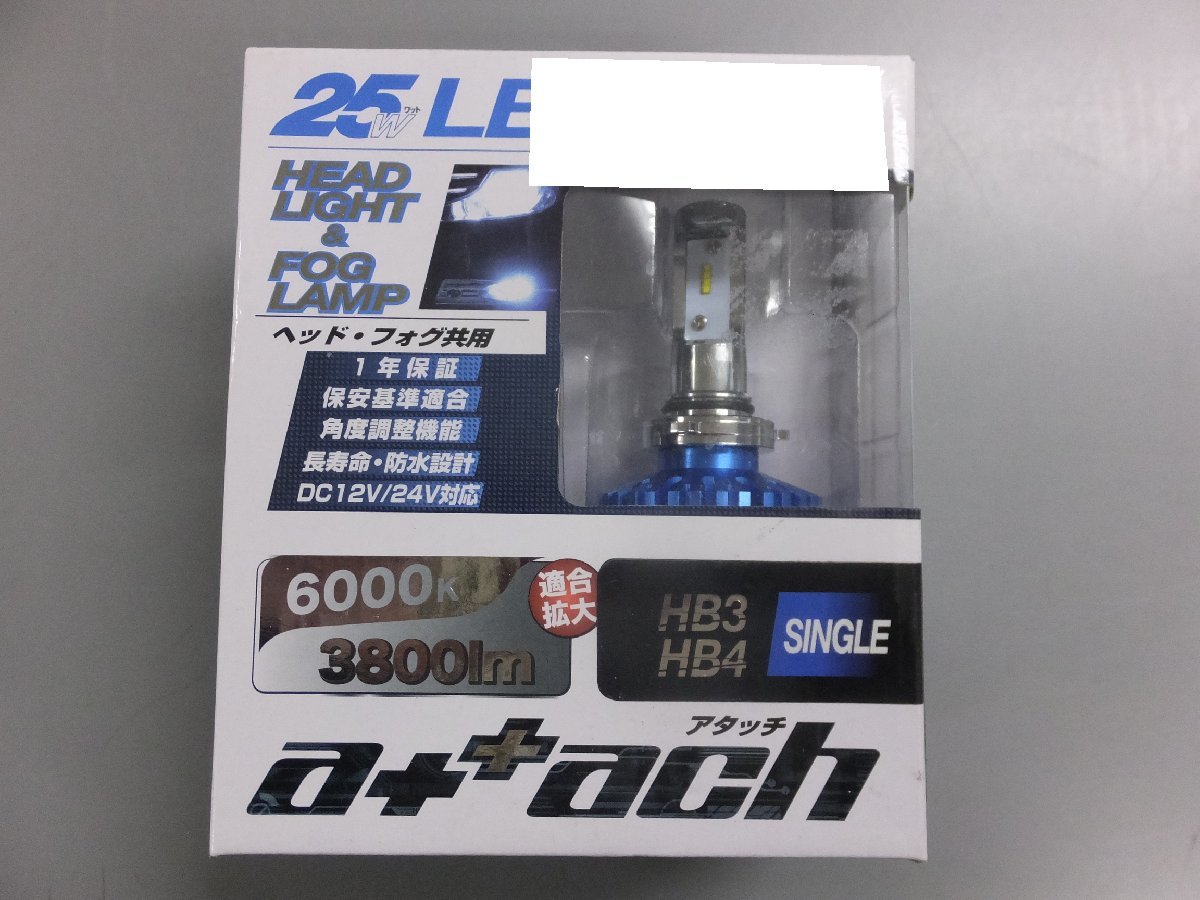 25W ワット LE
HEAD
LIGHT
&
FOG
LAMP
ヘッド・フォグ共用
1年保証
保安基準適合
角度調整機能
長寿命・防水設計
DC12V/24V対応
6000K
3800lm
適合
拡大
HB3
HB4
SINGLE
アタッチ
a++ach